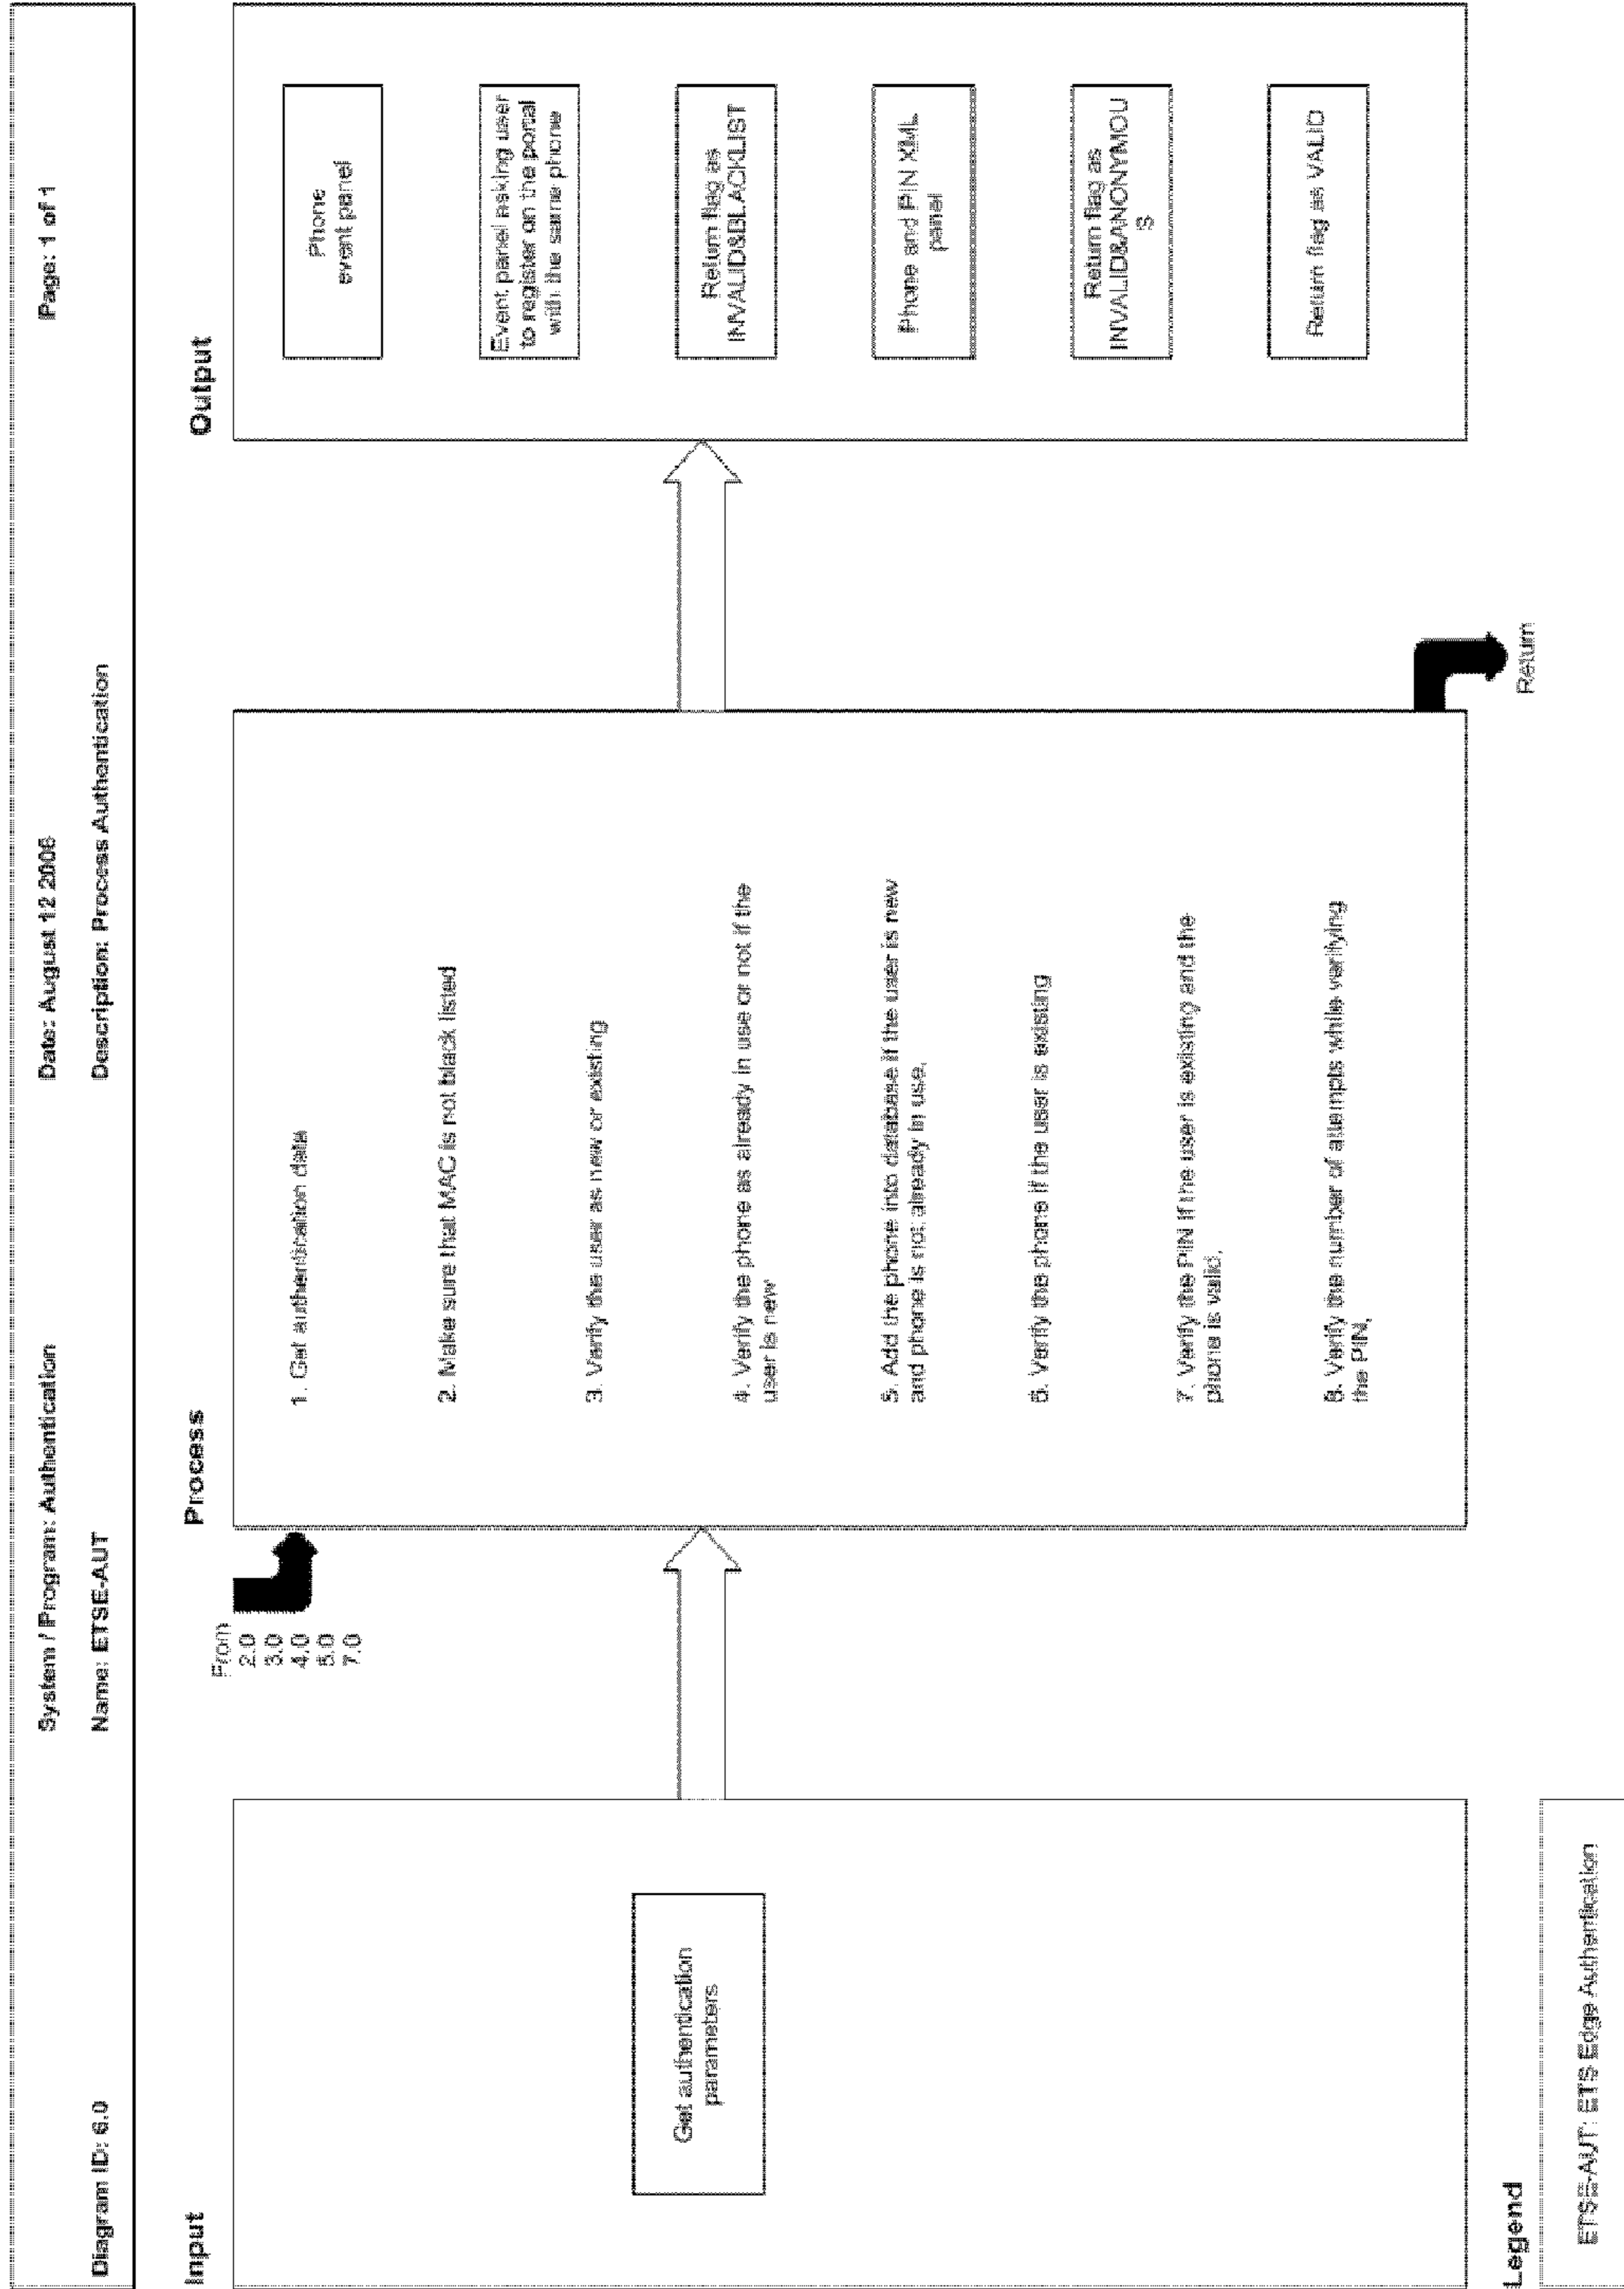 System / Program: Authentication
Date: August 12 2006
Page: 1 of 1
Diagram ID: 6.0
Name: ETSE-AUT
Description: Process Authentication
Input
Process
Output
From
2.0
3.0
4.0
5.0
7.0
Get authentication
parameters
1. Get authentication data
2. Make sure that MAC is not black listed
3. Verify the user as new or existing
4. Verify the phone as already in use or not if the
user is new
5. Add the phone into database if the user is new
and phone is not already in use.
6. Verify the phone if the user is existing
7. Verify the PIN if the user is existing and the
phone is valid.
8. Verify the number of attempts while verifying
the PIN.
Phone
event panel
Event panel asking user
to register on the portal
with the same phone
Return flag as
INVALID&BLACKLIST
Phone and PIN XML
panel
Return flag as
INVALID&ANONYMOU
S
Return flag as VALID
Return
Legend
ETSE-AUT: ETS Edge Authentication